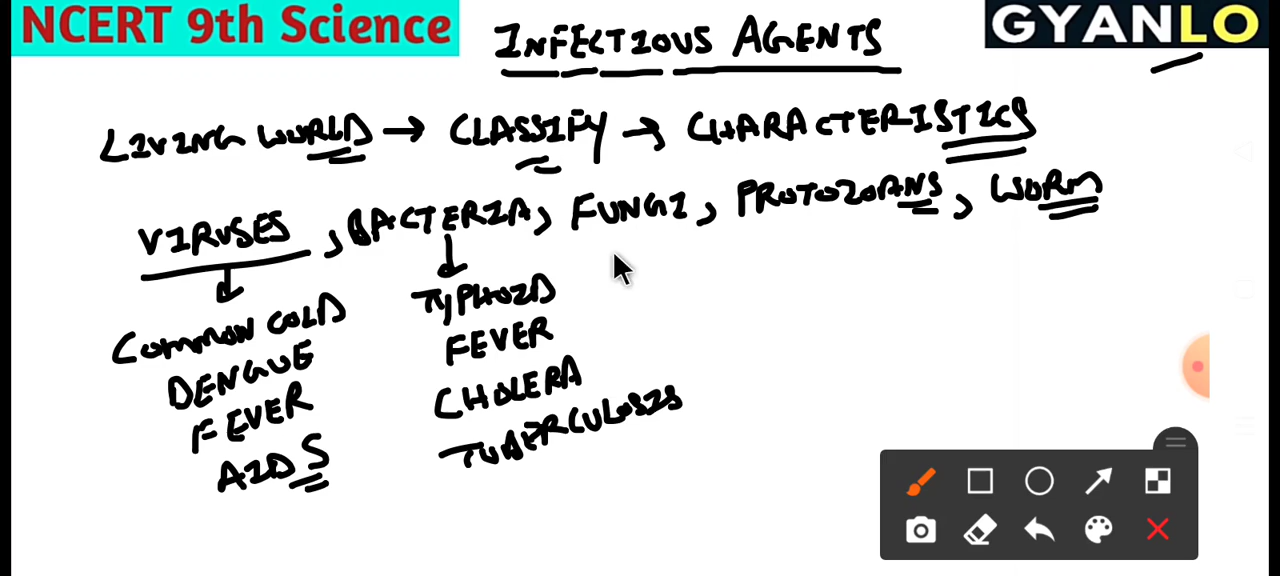 NCERT 9th Science
INFECTIOUS AGENTS
GYANLO
LIVING WORLD → CLASSIFY → CHARACTERISTICS
VIRUSES, BACTERIA, FUNGI, PROTOZOANS, WORM
COMMON COLD
DENGUE
FEVER
AIDS
TYPHOID
FEVER
CHOLERA
TUBERCULOSIS